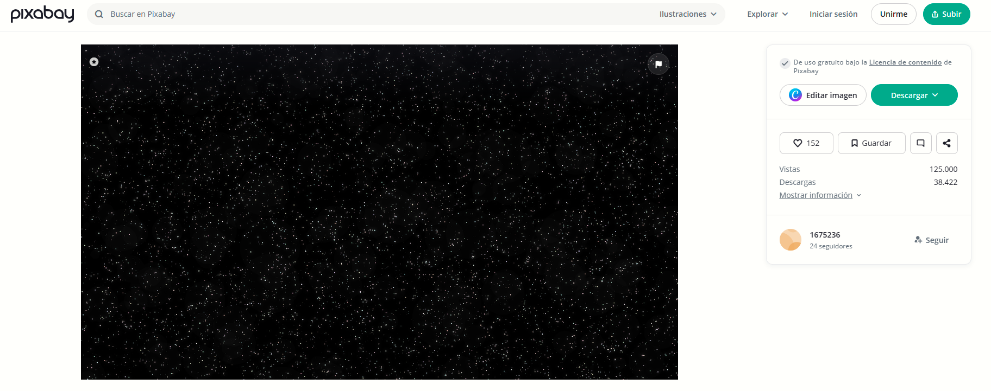 pixabay
Buscar en Pixabay
Ilustraciones
Explorar
Iniciar sesión
Unirme
Subir
De uso gratuito bajo la Licencia de contenido de
Pixabay
Editar imagen
Descargar
152
Guardar
Vistas
125.000
Descargas
38.422
Mostrar información
1675236
24 seguidores
Seguir